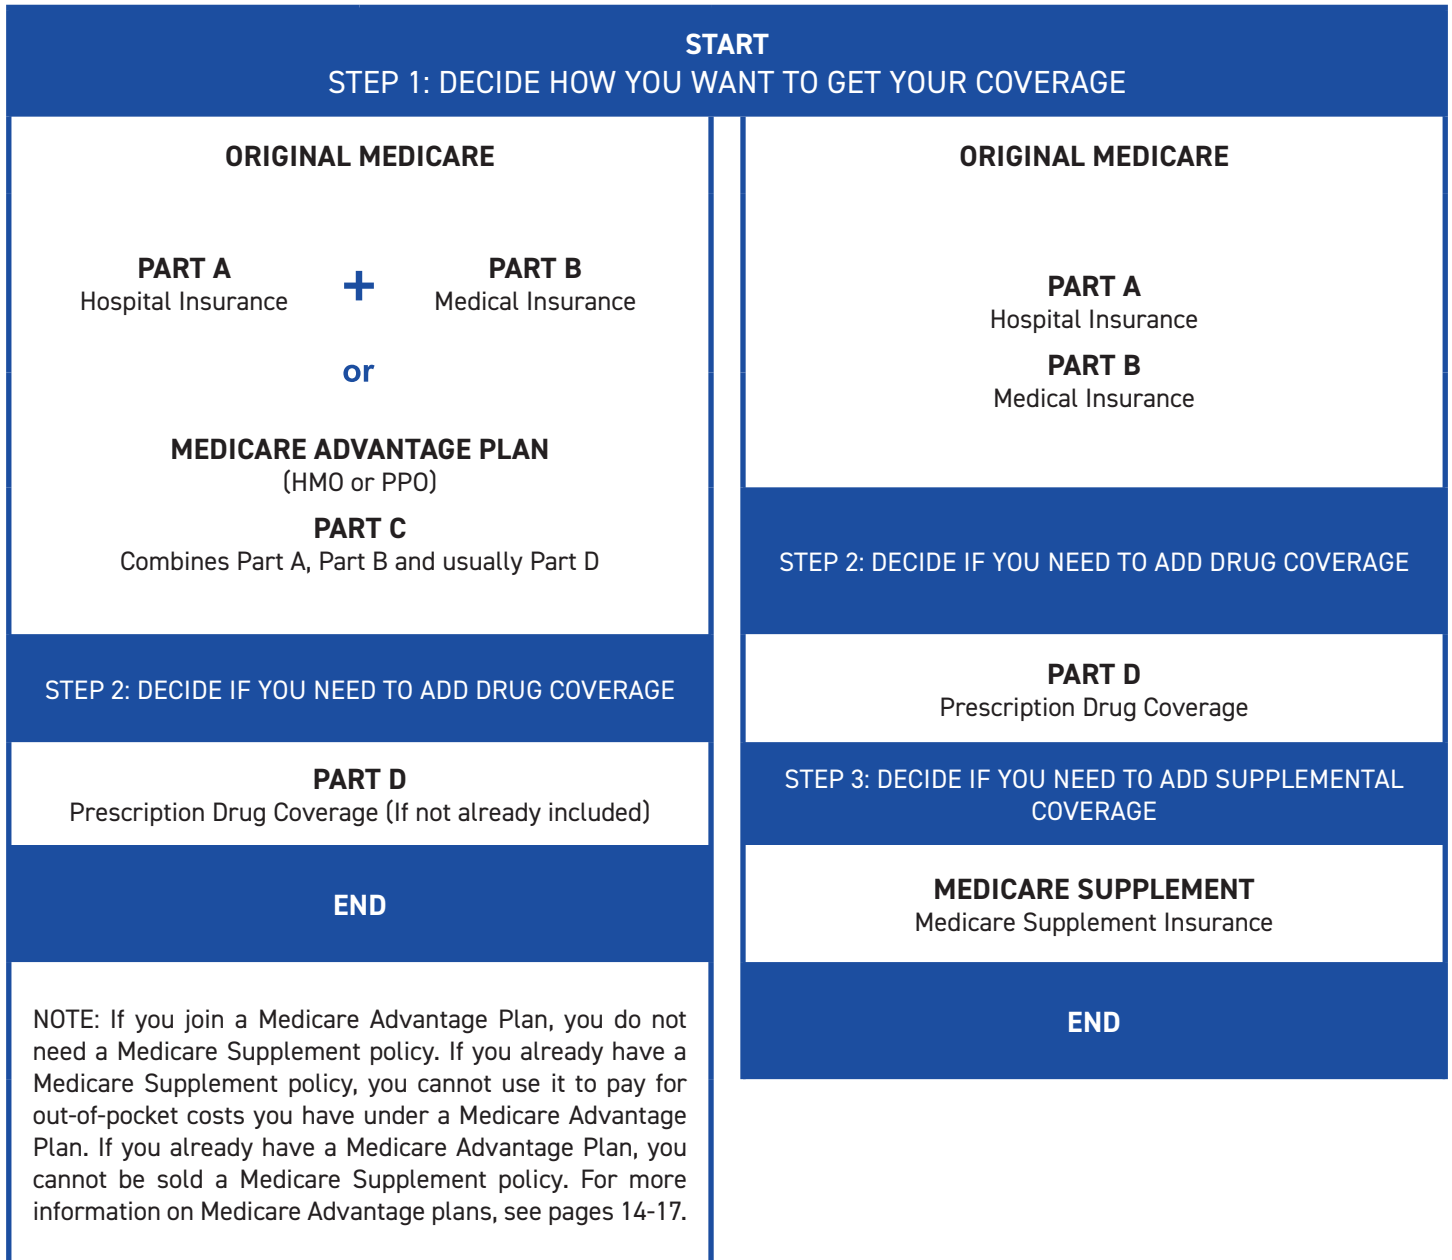 START
STEP 1: DECIDE HOW YOU WANT TO GET YOUR COVERAGE
ORIGINAL MEDICARE
PART A
Hospital Insurance
+
PART B
Medical Insurance
or
MEDICARE ADVANTAGE PLAN
(HMO or PPO)
PART C
Combines Part A, Part B and usually Part D
STEP 2: DECIDE IF YOU NEED TO ADD DRUG COVERAGE
PART D
Prescription Drug Coverage (If not already included)
END
NOTE: If you join a Medicare Advantage Plan, you do not
need a Medicare Supplement policy. If you already have a
Medicare Supplement policy, you cannot use it to pay for
out-of-pocket costs you have under a Medicare Advantage
Plan. If you already have a Medicare Advantage Plan, you
cannot be sold a Medicare Supplement policy. For more
information on Medicare Advantage plans, see pages 14-17.
ORIGINAL MEDICARE
PART A
Hospital Insurance
PART B
Medical Insurance
STEP 2: DECIDE IF YOU NEED TO ADD DRUG COVERAGE
PART D
Prescription Drug Coverage
STEP 3: DECIDE IF YOU NEED TO ADD SUPPLEMENTAL
COVERAGE
MEDICARE SUPPLEMENT
Medicare Supplement Insurance
END